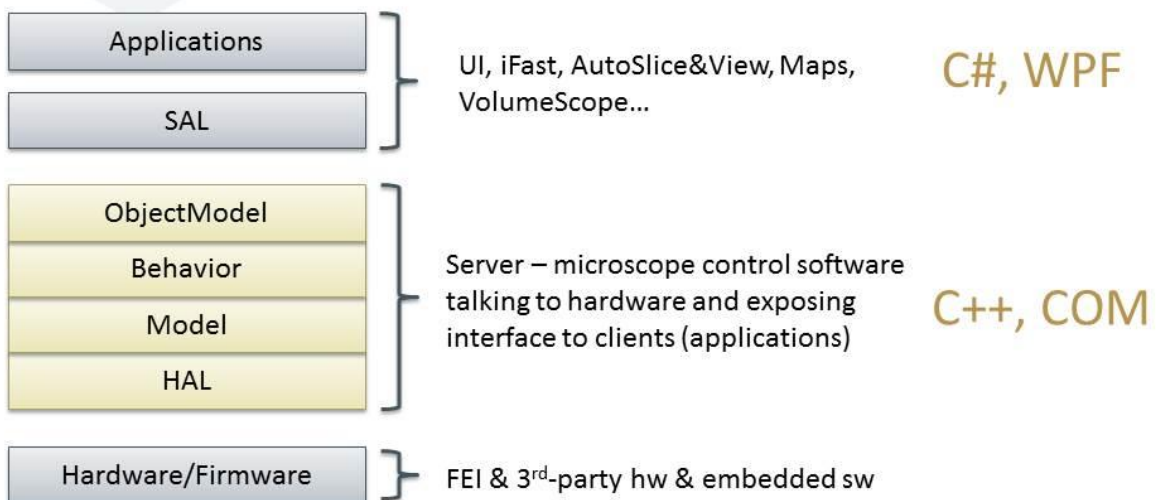 Applications
SAL
UI, iFast, AutoSlice&View, Maps,
VolumeScope...
C#, WPF
ObjectModel
Behavior
Model
HAL
Server – microscope control software
talking to hardware and exposing
interface to clients (applications)
C++, COM
Hardware/Firmware
FEI & 3rd-party hw & embedded sw